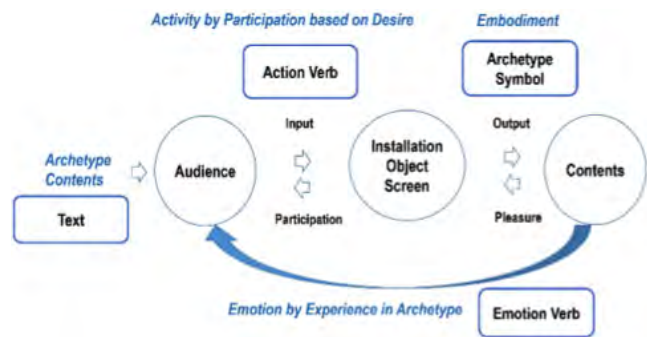 Activity by Participation based on Desire
Embodiment
Action Verb
Archetype
Symbol
Input
Output
Archetype
Contents
Audience
Installation
Object
Screen
Contents
Text
Participation
Pleasure
Emotion by Experience in Archetype
Emotion Verb